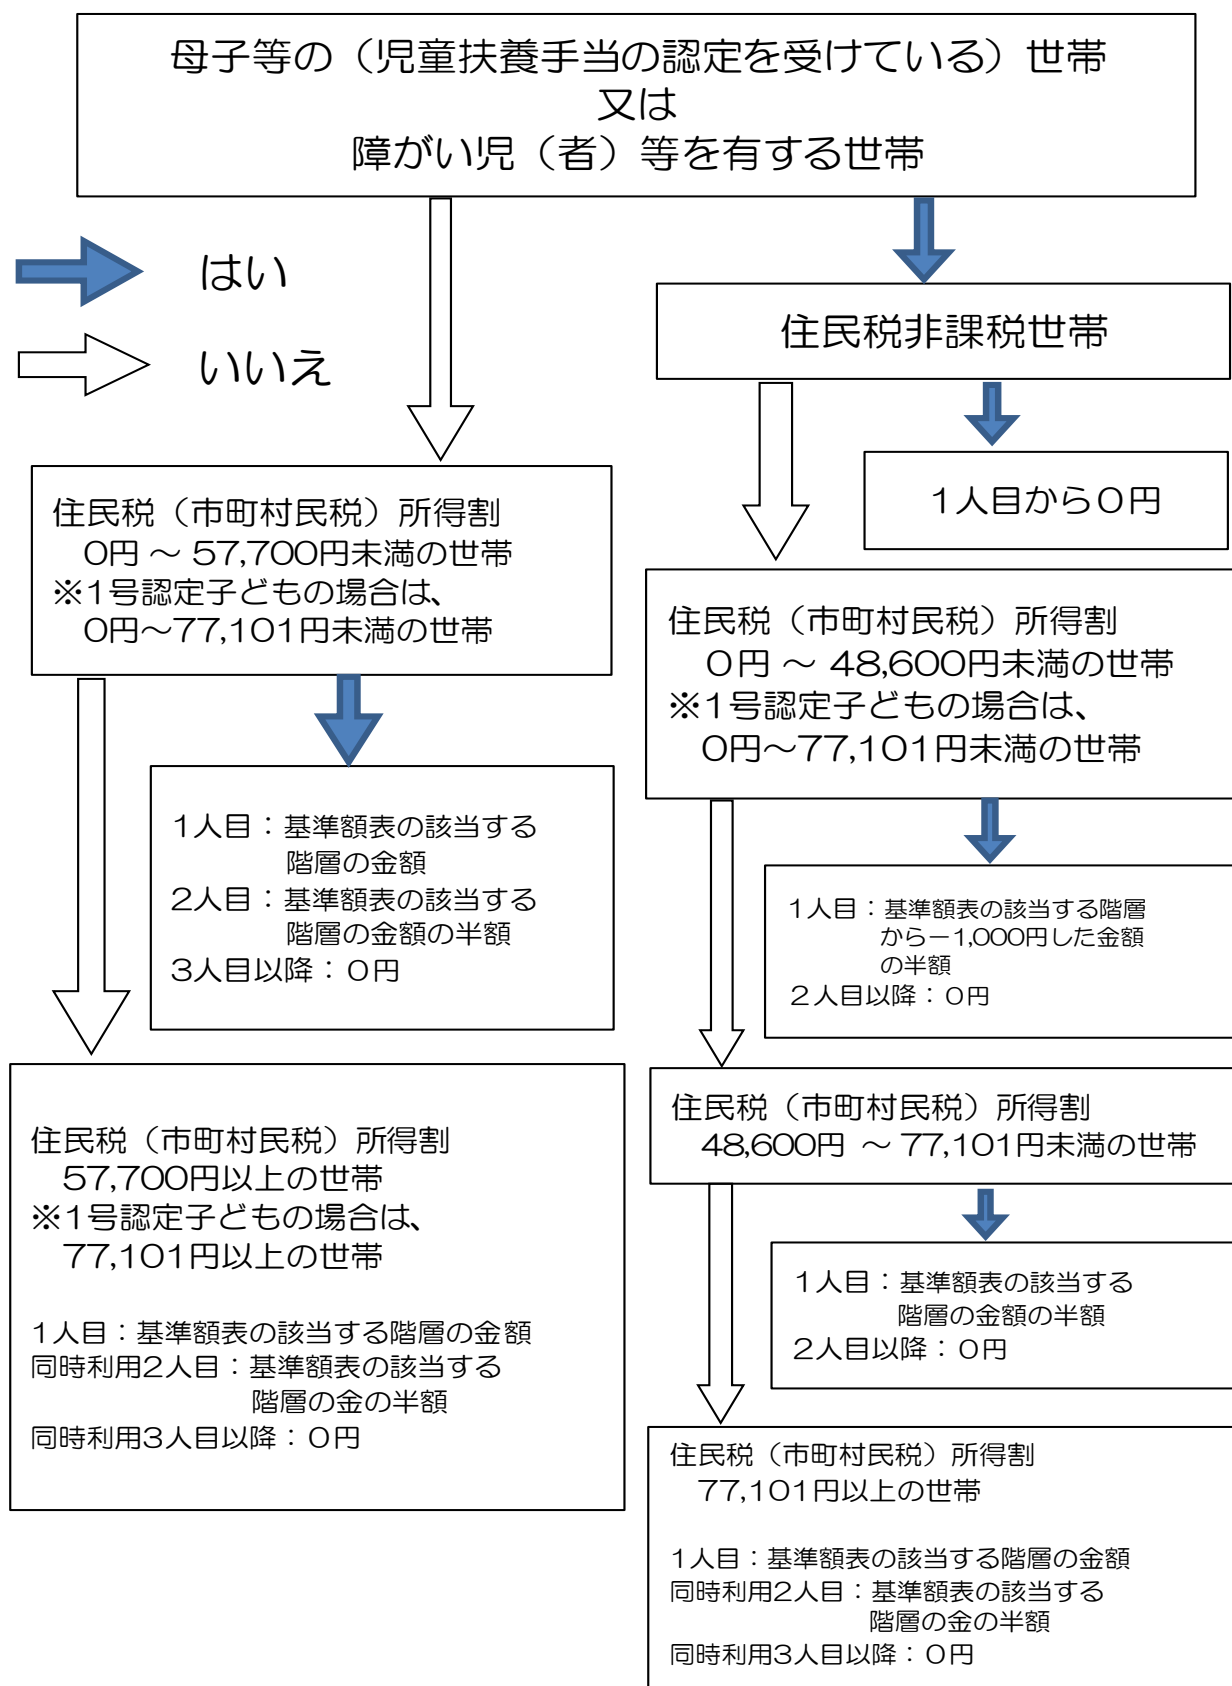 母子等の（児童扶養手当の認定を受けている）世帯
又は
障がい児（者）等を有する世帯
はい
いいえ
住民税非課税世帯
1人目から0円
住民税（市町村民税）所得割
0円 ～ 57,700円未満の世帯
※1号認定子どもの場合は、
0円～77,101円未満の世帯
住民税（市町村民税）所得割
0円 ～ 48,600円未満の世帯
※1号認定子どもの場合は、
0円～77,101円未満の世帯
1人目：基準額表の該当する
階層の金額
2人目：基準額表の該当する
階層の金額の半額
3人目以降：0円
1人目：基準額表の該当する階層
から－1,000円した金額
の半額
2人目以降：0円
住民税（市町村民税）所得割
57,700円以上の世帯
※1号認定子どもの場合は、
77,101円以上の世帯
1人目：基準額表の該当する階層の金額
同時利用2人目：基準額表の該当する
階層の金の半額
同時利用3人目以降：0円
住民税（市町村民税）所得割
48,600円 ～ 77,101円未満の世帯
1人目：基準額表の該当する
階層の金額の半額
2人目以降：0円
住民税（市町村民税）所得割
77,101円以上の世帯
1人目：基準額表の該当する階層の金額
同時利用2人目：基準額表の該当する
階層の金の半額
同時利用3人目以降：0円